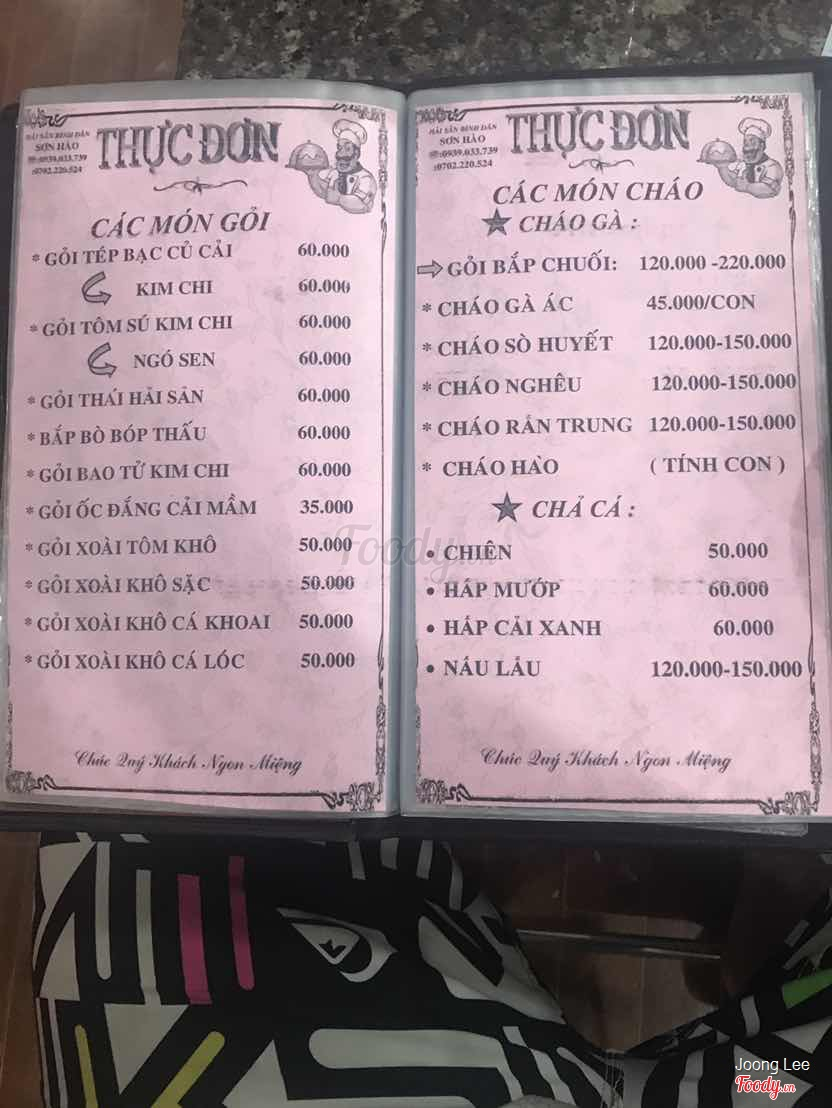 HẢI SẢN BÌNH DÂN
SƠN HÀO
☎:0939.033.739
:0702.220.524
THỰC ĐƠN
CÁC MÓN GỎI
* GỎI TÉP BẠC CỦ CẢI 60.000
KIM CHI 60.000
* GỎI TÔM SÚ KIM CHI 60.000
NGÓ SEN 60.000
* GỎI THÁI HẢI SẢN 60.000
* BẮP BÒ BÓP THẤU 60.000
* GỎI BAO TỬ KIM CHI 60.000
* GỎI ỐC ĐẮNG CẢI MẦM 35.000
* GỎI XOÀI TÔM KHÔ 50.000
* GỎI XOÀI KHÔ SẶC 50.000
* GỎI XOÀI KHÔ CÁ KHOAI 50.000
* GỎI XOÀI KHÔ CÁ LÓC 50.000
Chúc Quý Khách Ngon Miệng
HẢI SẢN BÌNH DÂN
SƠN HÀO
☎:0939.033.739
:0702.220.524
THỰC ĐƠN
CÁC MÓN CHÁO
★ CHÁO GÀ :
⇨ GỎI BẮP CHUỐI: 120.000 -220.000
* CHÁO GÀ ÁC 45.000/CON
* CHÁO SÒ HUYẾT 120.000-150.000
* CHÁO NGHÊU 120.000-150.000
* CHÁO RẮN TRUNG 120.000-150.000
* CHÁO HÀO ( TÍNH CON )
★ CHẢ CÁ :
• CHIÊN 50.000
• HẤP MƯỚP 60.000
• HẤP CẢI XANH 60.000
• NẤU LẨU 120.000-150.000
Chúc Quý Khách Ngon Miệng
Foody.vn
Joong Lee
Foody.vn